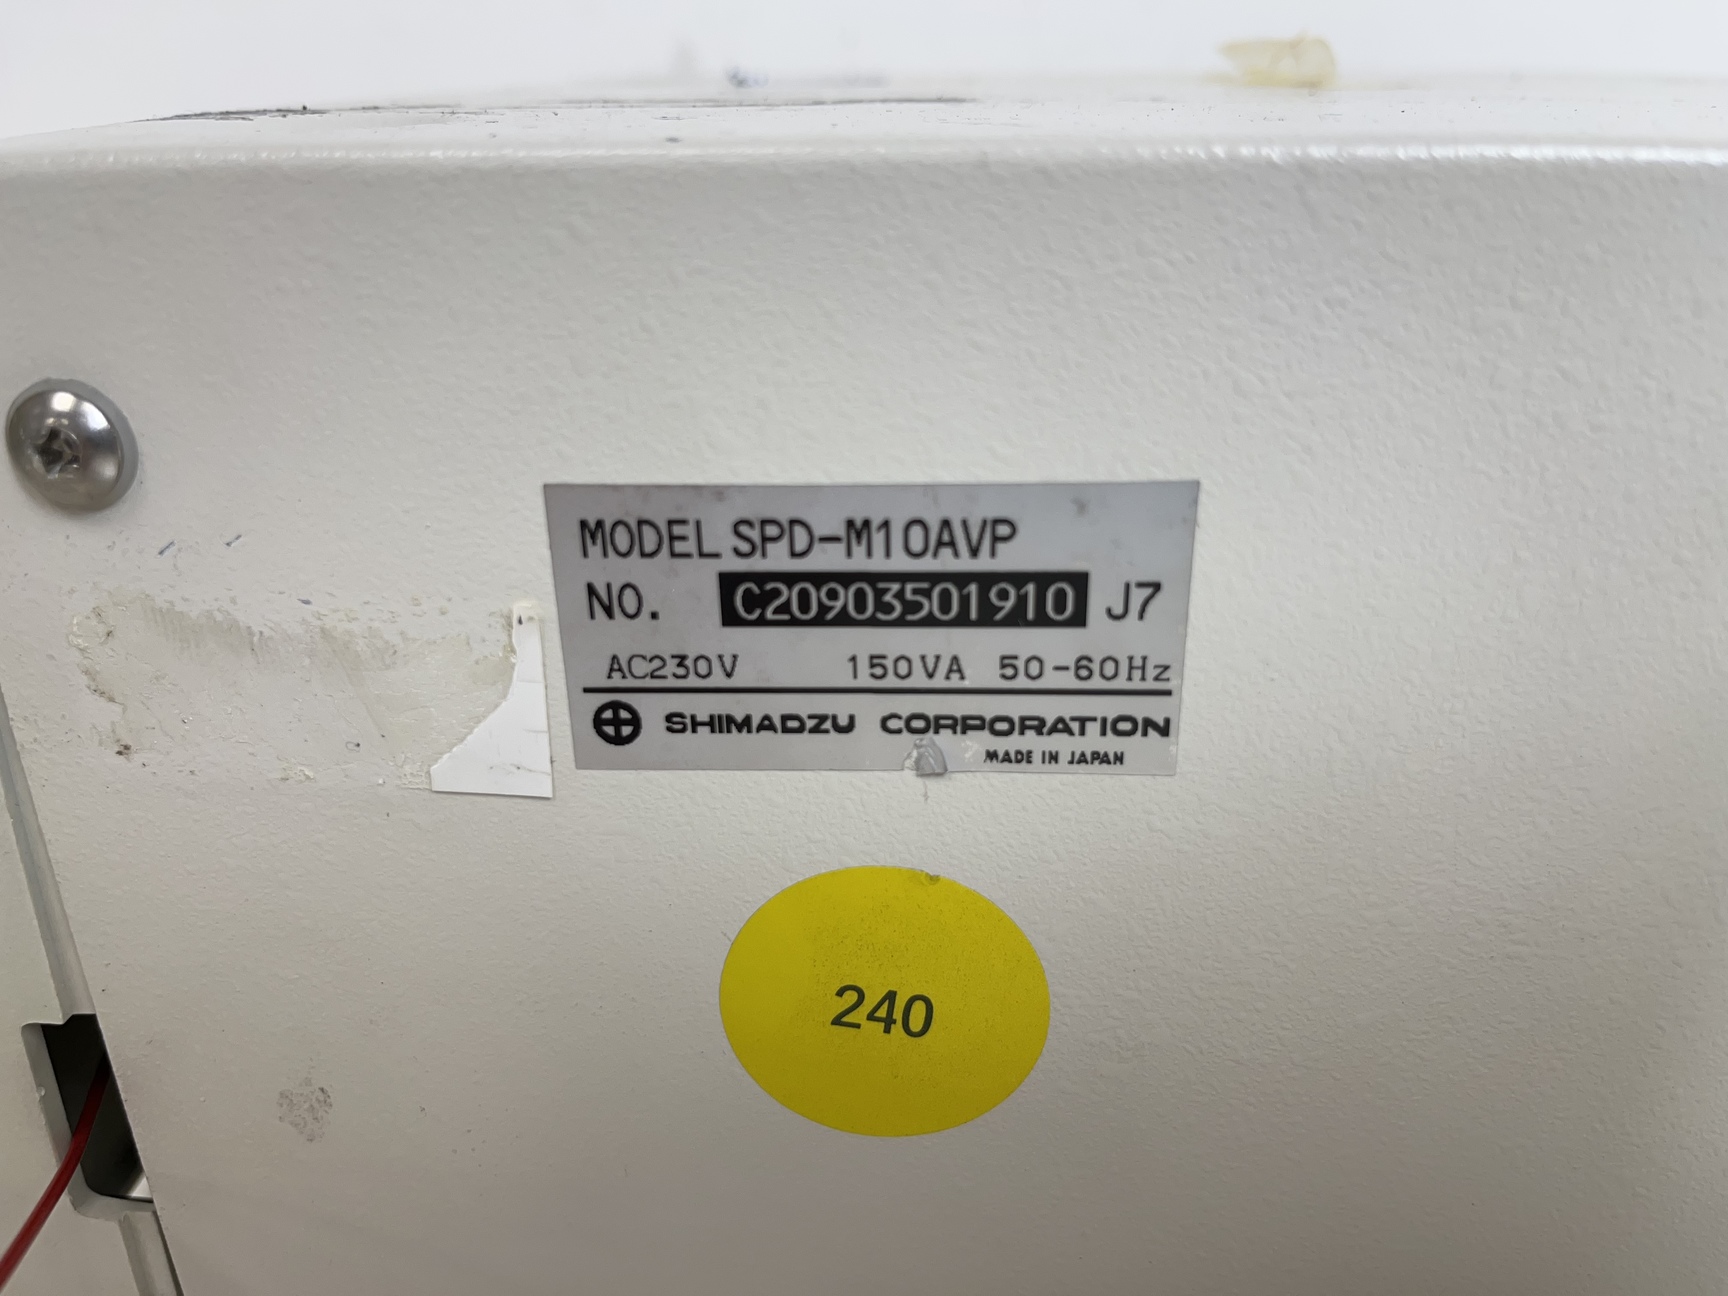 MODEL SPD-M10AVP
NO. C20903501910 J7
AC230V 150VA 50-60Hz
SHIMADZU CORPORATION
MADE IN JAPAN
240